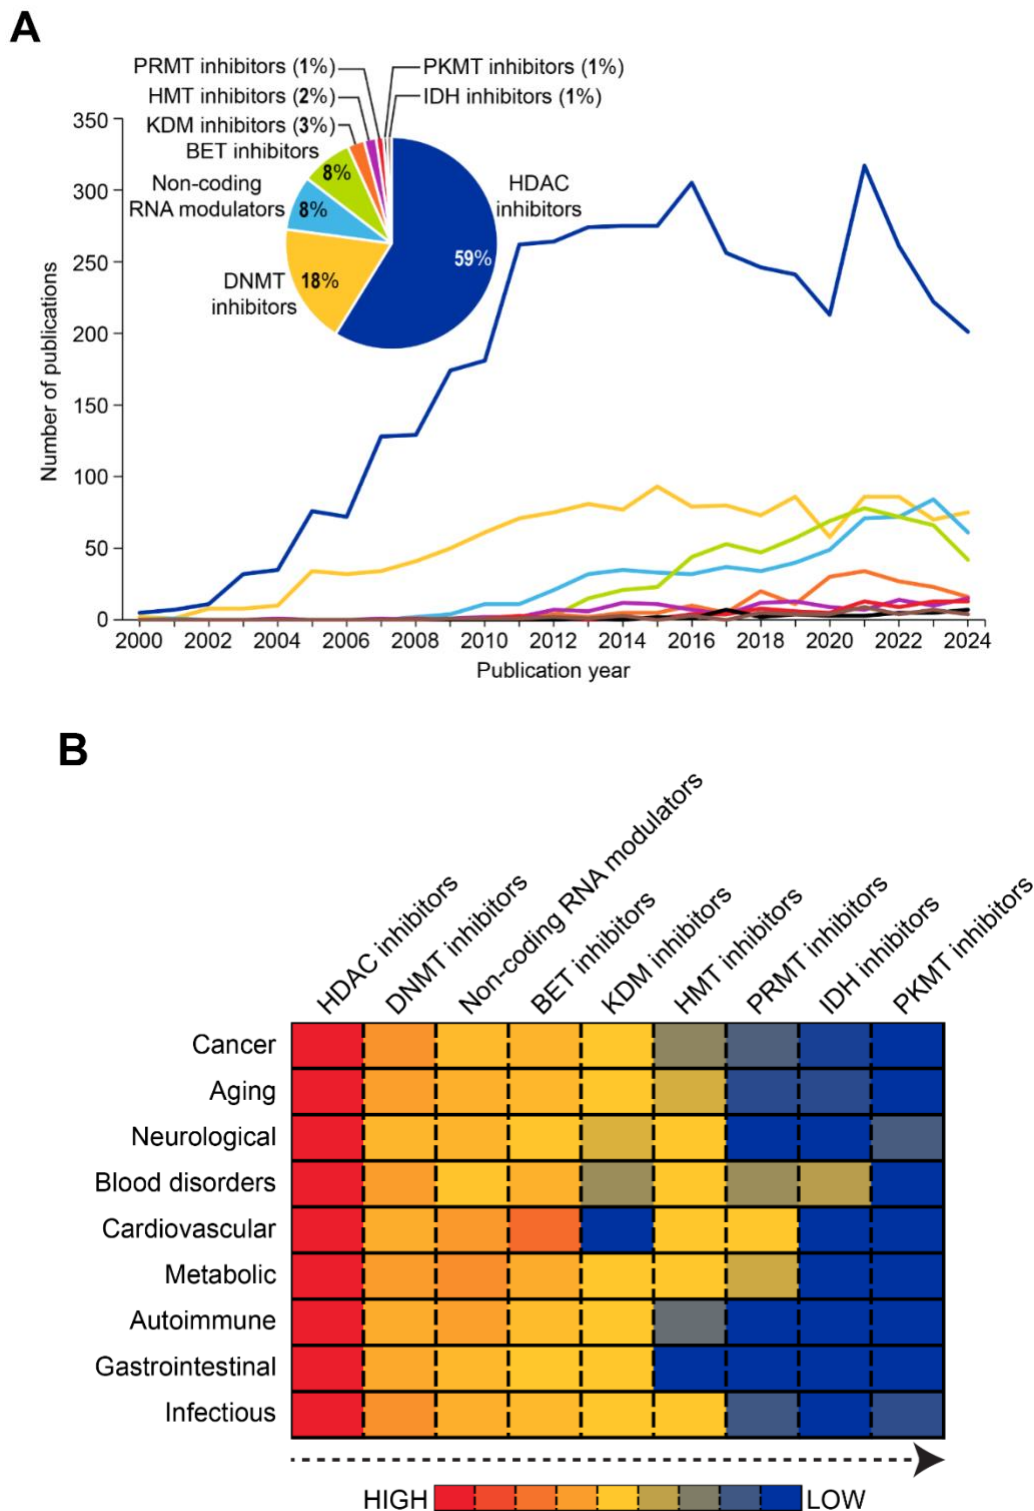 A
PRMT inhibitors (1%)
PKMT inhibitors (1%)
HMT inhibitors (2%)
IDH inhibitors (1%)
KDM inhibitors (3%)
BET inhibitors
8%
Non-coding
RNA modulators
8%
HDAC
inhibitors
59%
DNMT
inhibitors
18%
Number of publications
350
300
250
200
150
100
50
0
2000 2002 2004 2006 2008 2010 2012 2014 2016 2018 2020 2022 2024
Publication year
B
HDAC inhibitors
DNMT inhibitors
Non-coding RNA modulators
BET inhibitors
KDM inhibitors
HMT inhibitors
PRMT inhibitors
IDH inhibitors
PKMT inhibitors
Cancer
Aging
Neurological
Blood disorders
Cardiovascular
Metabolic
Autoimmune
Gastrointestinal
Infectious
HIGH LOW